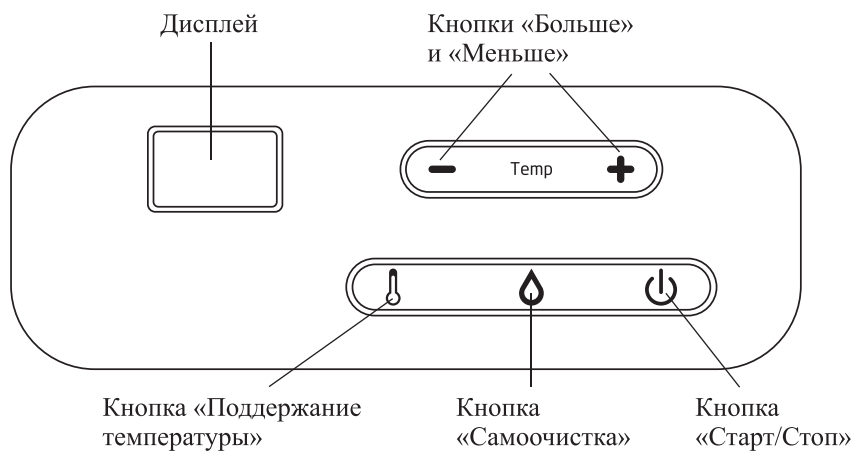 Дисплей
Кнопки «Больше»
и «Меньше»
Temp
Кнопка «Поддержание
температуры»
Кнопка
«Самоочистка»
Кнопка
«Старт/Стоп»